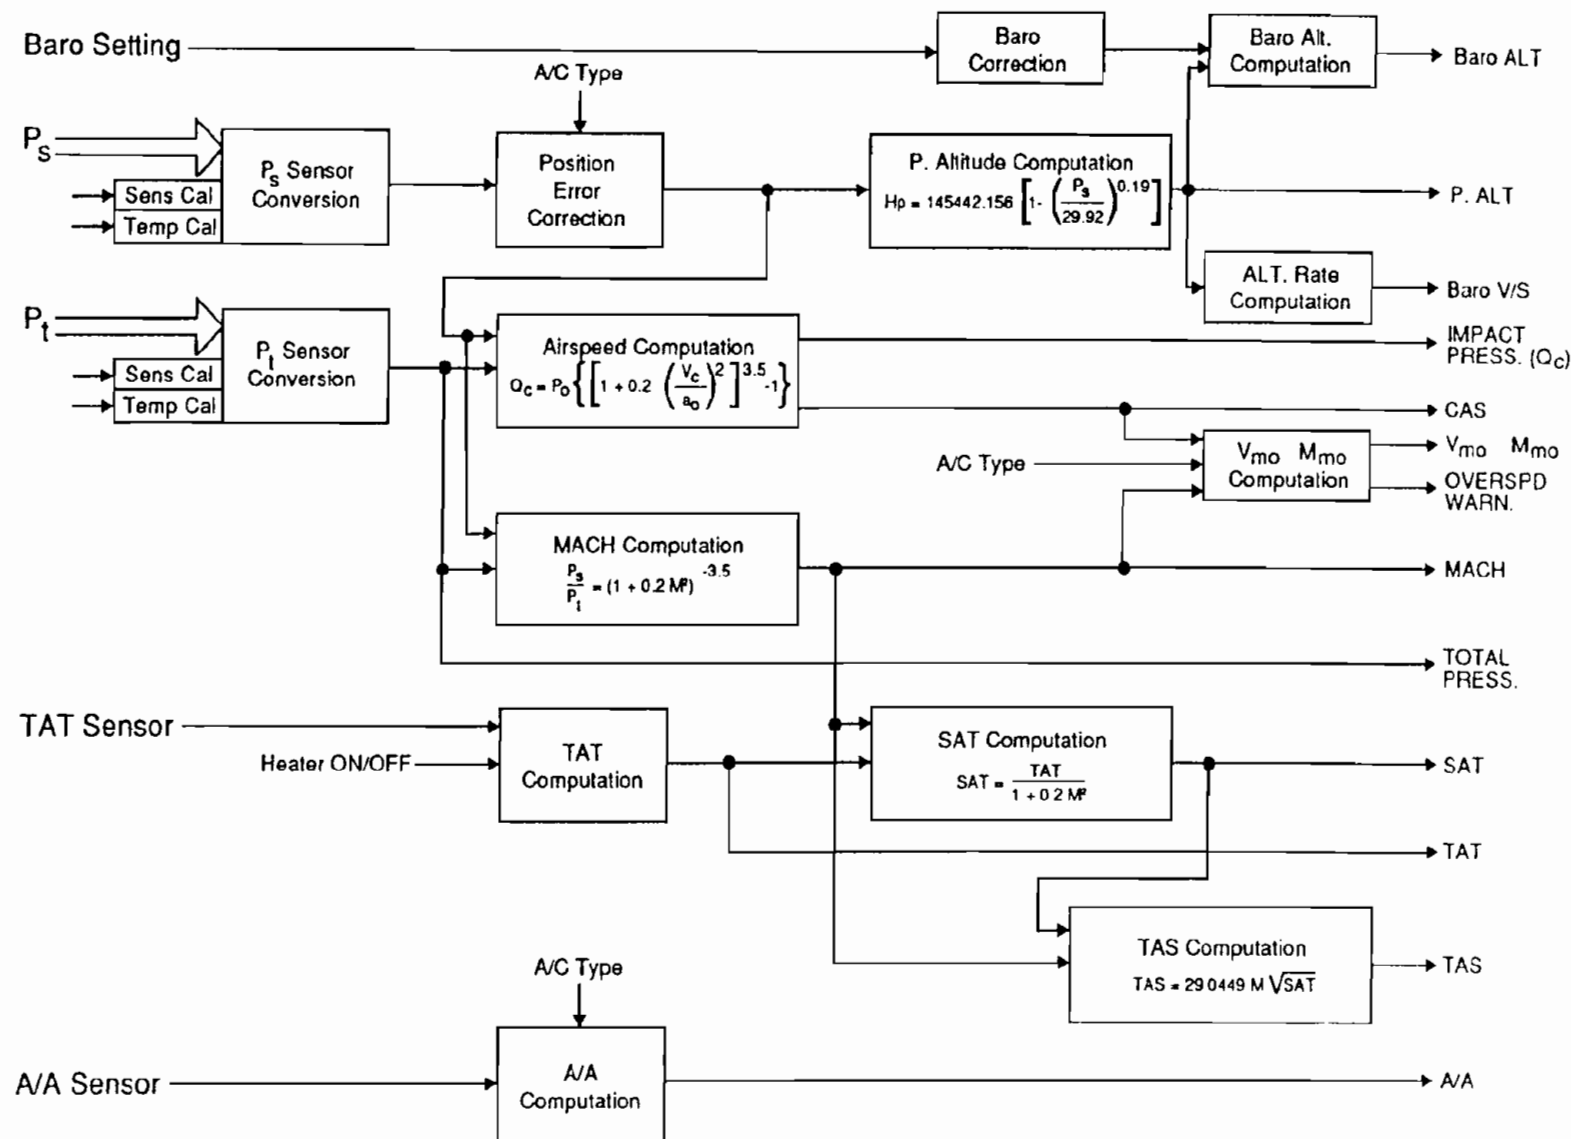 Baro Setting
Baro
Correction
Baro Alt.
Computation
Baro ALT
A/C Type
Ps
Ps Sensor
Conversion
Sens Cal
Temp Cal
Position
Error
Correction
P. Altitude Computation
Hp = 145442.156 [1- (Ps/29.92)^0.19]
P. ALT
ALT. Rate
Computation
Baro V/S
Pt
Pt Sensor
Conversion
Sens Cal
Temp Cal
Airspeed Computation
Qc = Po {[1 + 0.2 (Vc/ao)^2]^3.5 -1}
IMPACT
PRESS. (Qc)
CAS
A/C Type
Vmo Mmo
Computation
Vmo Mmo
OVERSPD
WARN.
MACH Computation
Ps/Pt = (1 + 0.2 M²)^-3.5
MACH
TOTAL
PRESS.
TAT Sensor
Heater ON/OFF
TAT
Computation
SAT Computation
SAT = TAT/(1 + 0 2 M²)
SAT
TAT
TAS Computation
TAS = 29 0449 M √SAT
TAS
A/C Type
A/A Sensor
A/A
Computation
A/A